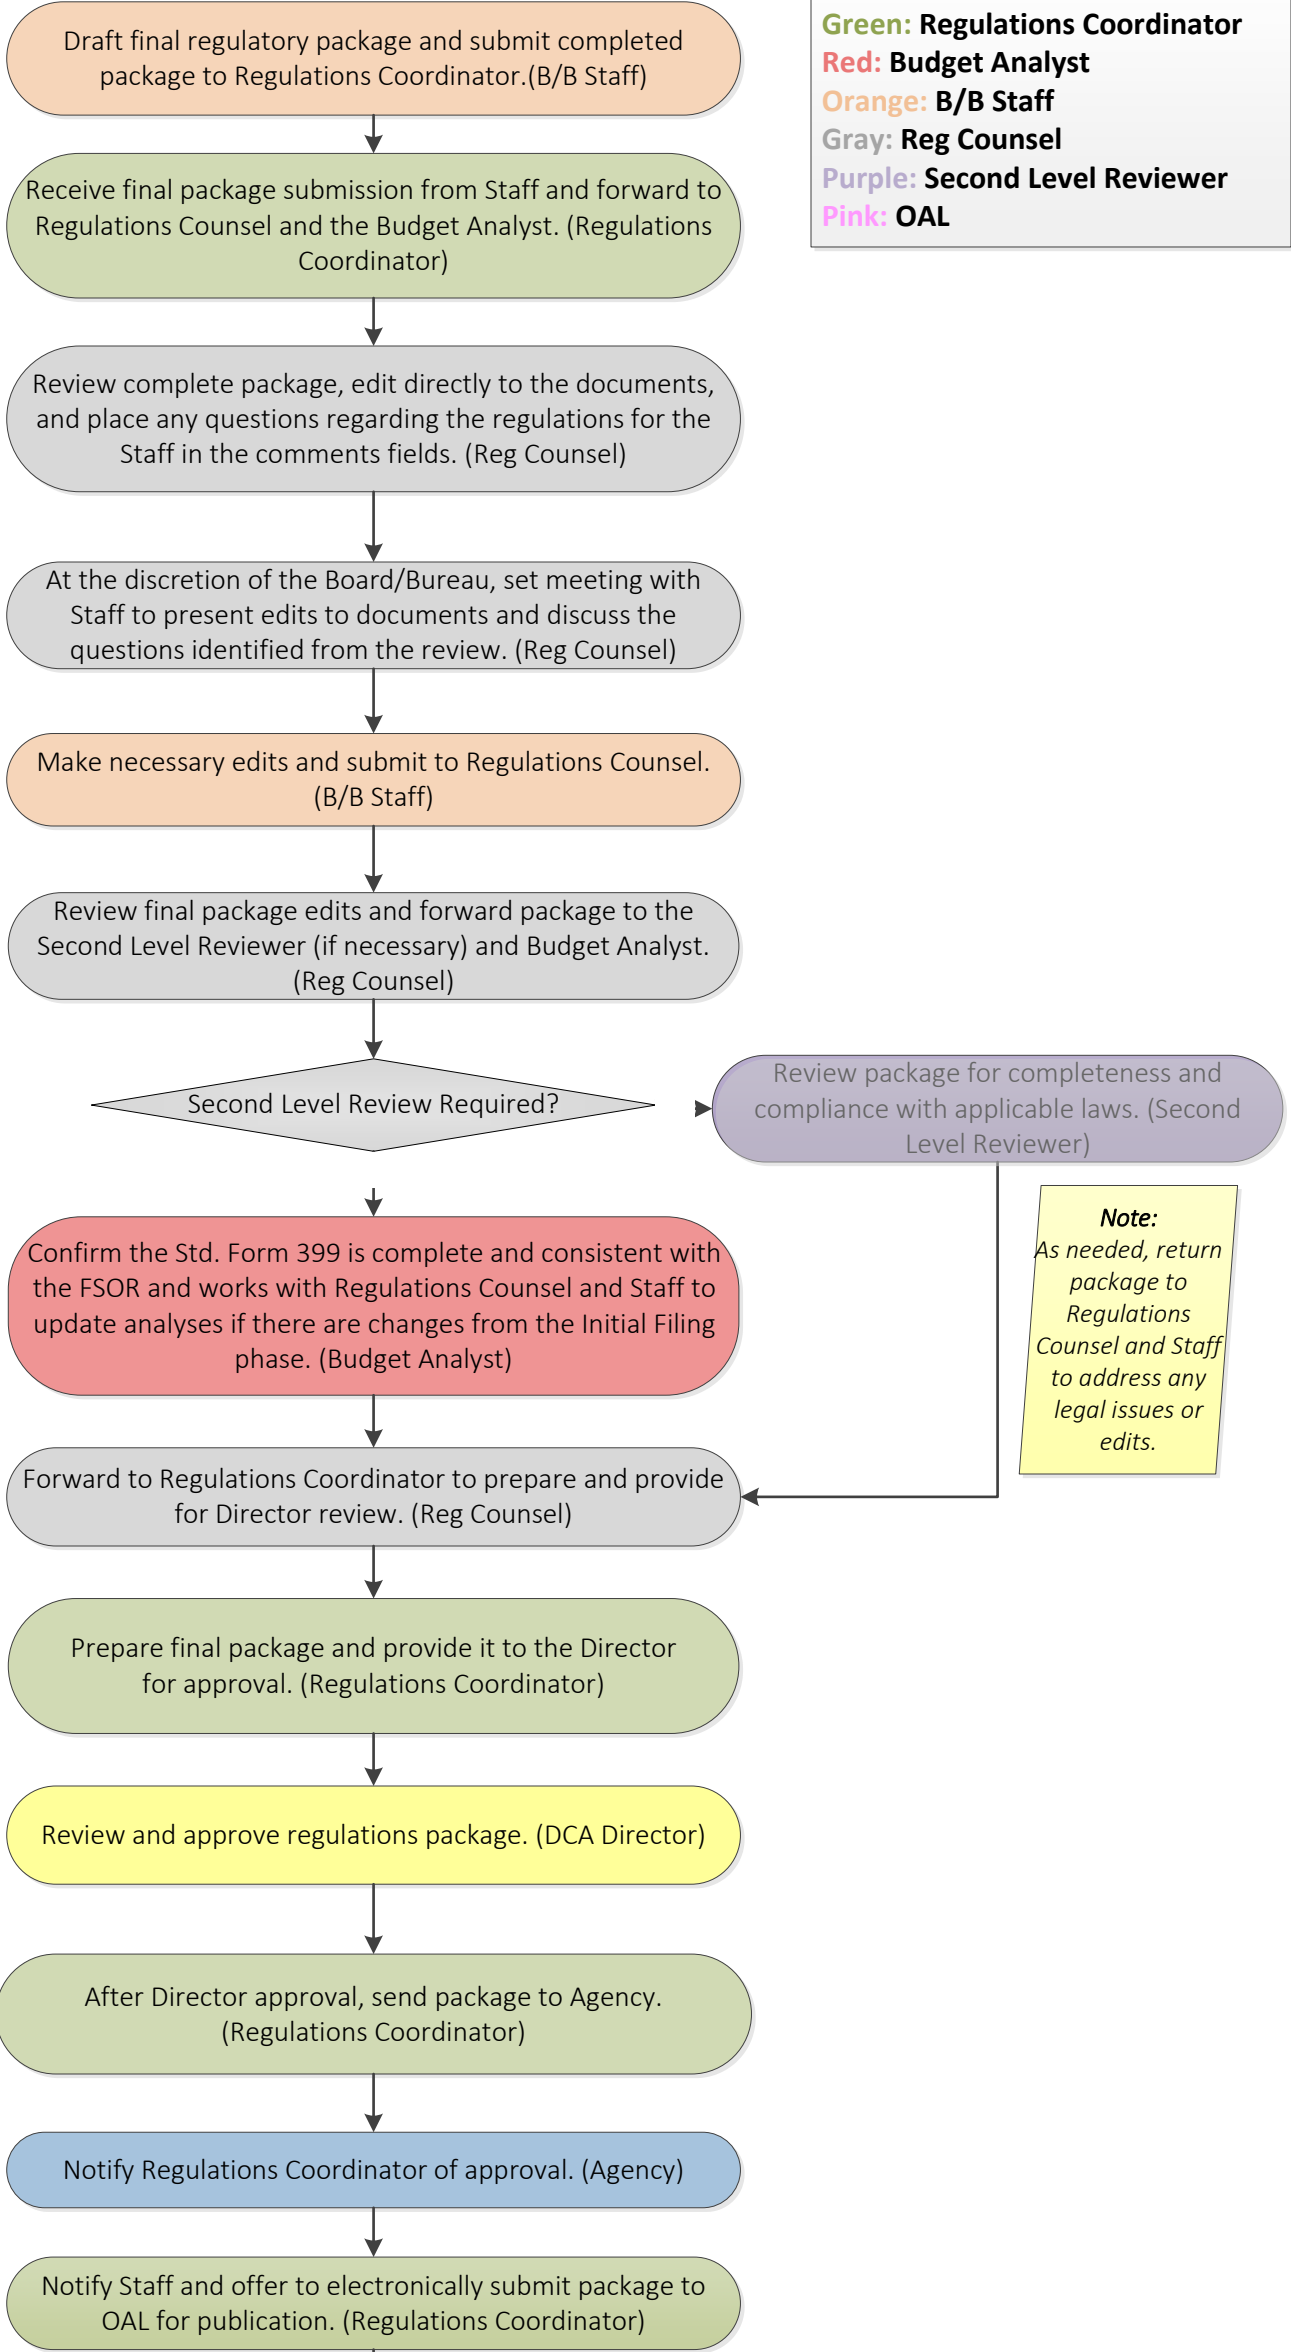 Green: Regulations Coordinator
Red: Budget Analyst
Orange: B/B Staff
Gray: Reg Counsel
Purple: Second Level Reviewer
Pink: OAL
Draft final regulatory package and submit completed
package to Regulations Coordinator.(B/B Staff)
Receive final package submission from Staff and forward to
Regulations Counsel and the Budget Analyst. (Regulations
Coordinator)
Review complete package, edit directly to the documents,
and place any questions regarding the regulations for the
Staff in the comments fields. (Reg Counsel)
At the discretion of the Board/Bureau, set meeting with
Staff to present edits to documents and discuss the
questions identified from the review. (Reg Counsel)
Make necessary edits and submit to Regulations Counsel.
(B/B Staff)
Review final package edits and forward package to the
Second Level Reviewer (if necessary) and Budget Analyst.
(Reg Counsel)
Second Level Review Required?
Review package for completeness and
compliance with applicable laws. (Second
Level Reviewer)
Note:
As needed, return
package to
Regulations
Counsel and Staff
to address any
legal issues or
edits.
Confirm the Std. Form 399 is complete and consistent with
the FSOR and works with Regulations Counsel and Staff to
update analyses if there are changes from the Initial Filing
phase. (Budget Analyst)
Forward to Regulations Coordinator to prepare and provide
for Director review. (Reg Counsel)
Prepare final package and provide it to the Director
for approval. (Regulations Coordinator)
Review and approve regulations package. (DCA Director)
After Director approval, send package to Agency.
(Regulations Coordinator)
Notify Regulations Coordinator of approval. (Agency)
Notify Staff and offer to electronically submit package to
OAL for publication. (Regulations Coordinator)